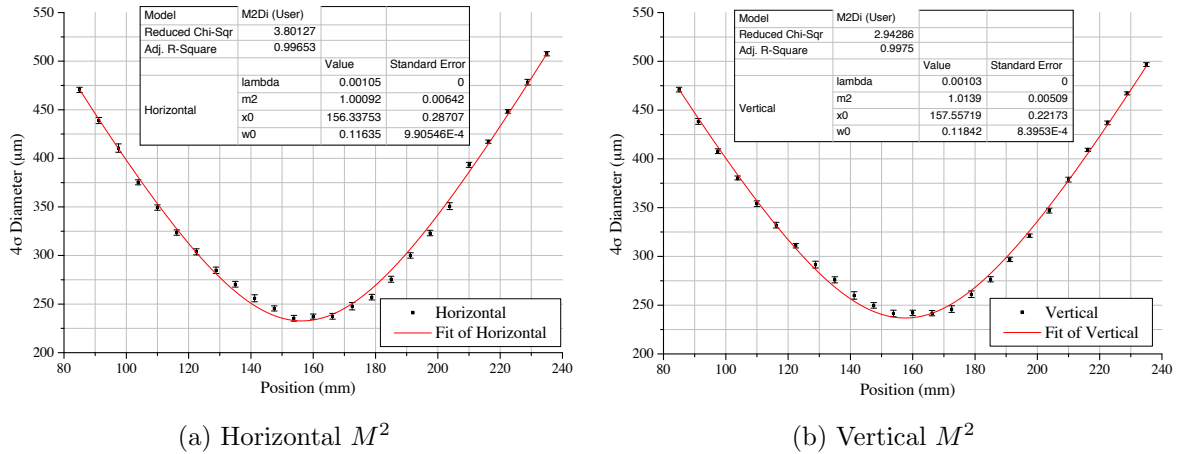 Model M2Di (User)
Reduced Chi-Sqr 3.80127
Adj. R-Square 0.99653
Value Standard Error
Horizontal
lambda 0.00105 0
m2 1.00092 0.00642
x0 156.33753 0.28707
w0 0.11635 9.90546E-4
550
500
450
400
350
300
250
200
4σ Diameter (μm)
Horizontal
Fit of Horizontal
80 100 120 140 160 180 200 220 240
Position (mm)
(a) Horizontal M²
Model M2Di (User)
Reduced Chi-Sqr 2.94286
Adj. R-Square 0.9975
Value Standard Error
Vertical
lambda 0.00103 0
m2 1.0139 0.00509
x0 157.55719 0.22173
w0 0.11842 8.3953E-4
550
500
450
400
350
300
250
200
4σ Diameter (μm)
Vertical
Fit of Vertical
80 100 120 140 160 180 200 220 240
Position (mm)
(b) Vertical M²